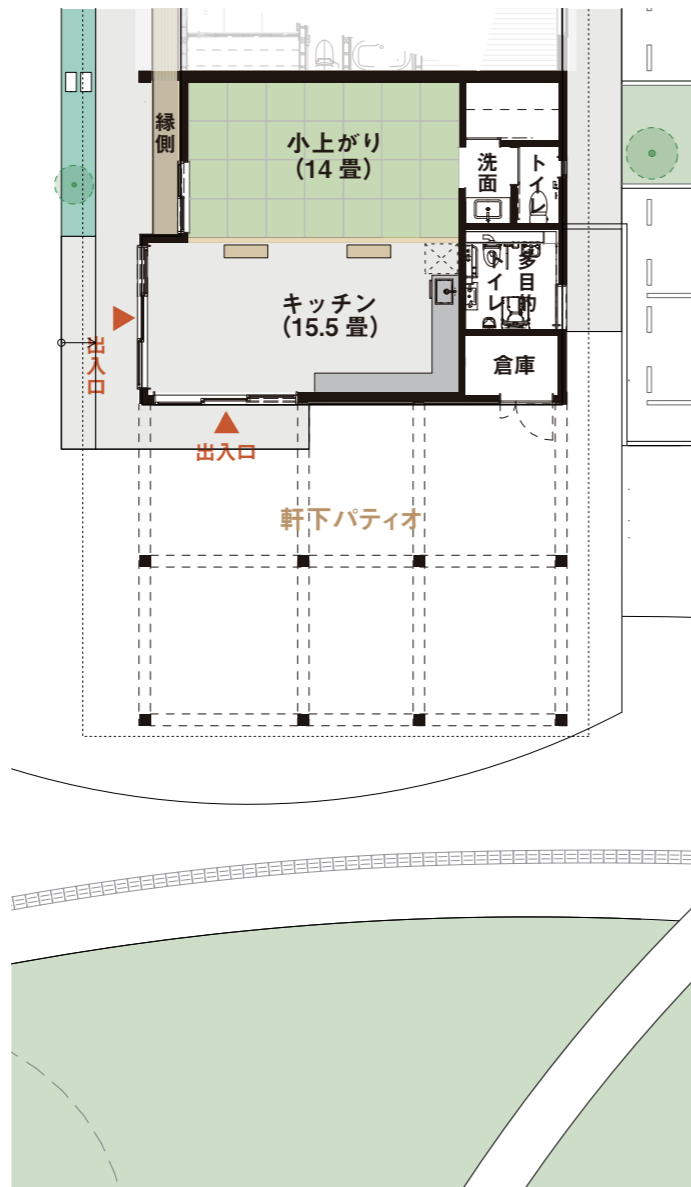 縁側
小上がり
(14 畳)
洗面
トイレ
キッチン
(15.5 畳)
多目的
トイレ
倉庫
出入口
出入口
軒下パティオ